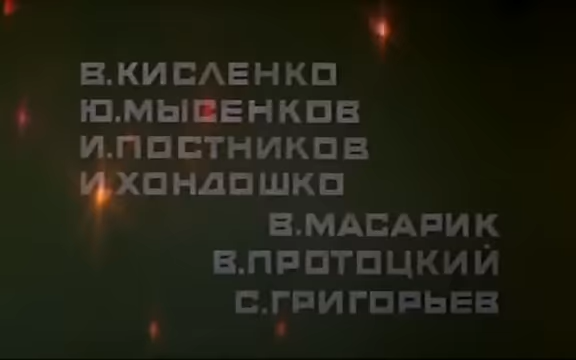 В.КИСЛЕНКО
Ю.МЫСЕНКОВ
И.ПОСТНИКОВ
И.ХОНДОШКО
В.МАСАРИК
В.ПРОТОЦКИЙ
С.ГРИГОРЬЕВ